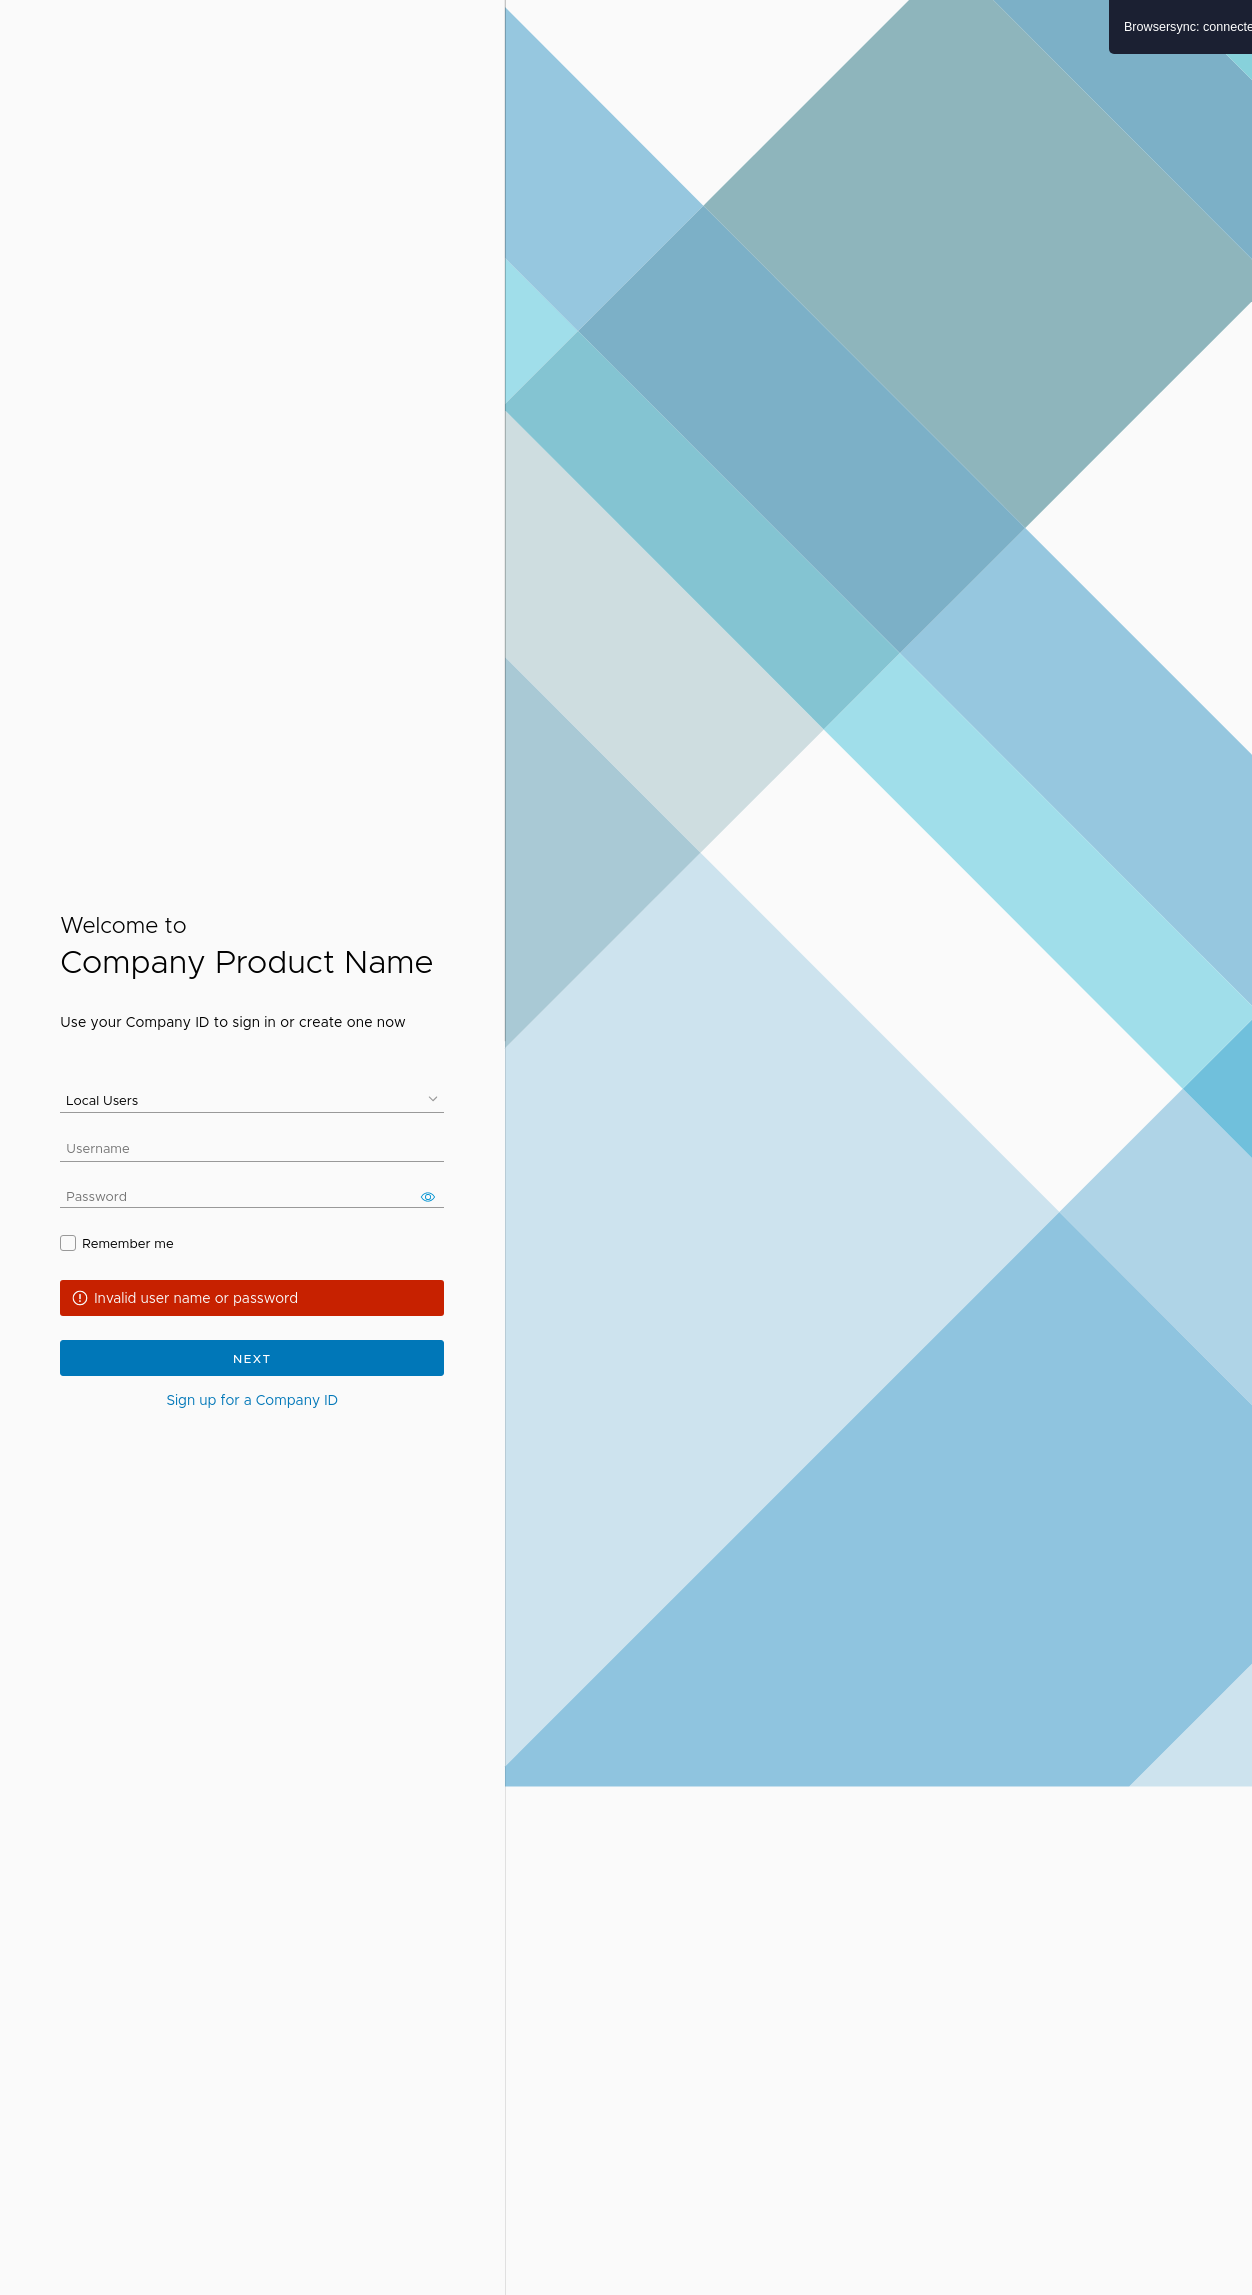 Browsersync: connecte
Welcome to
Company Product Name
Use your Company ID to sign in or create one now
Local Users
Username
Password
Remember me
Invalid user name or password
NEXT
Sign up for a Company ID